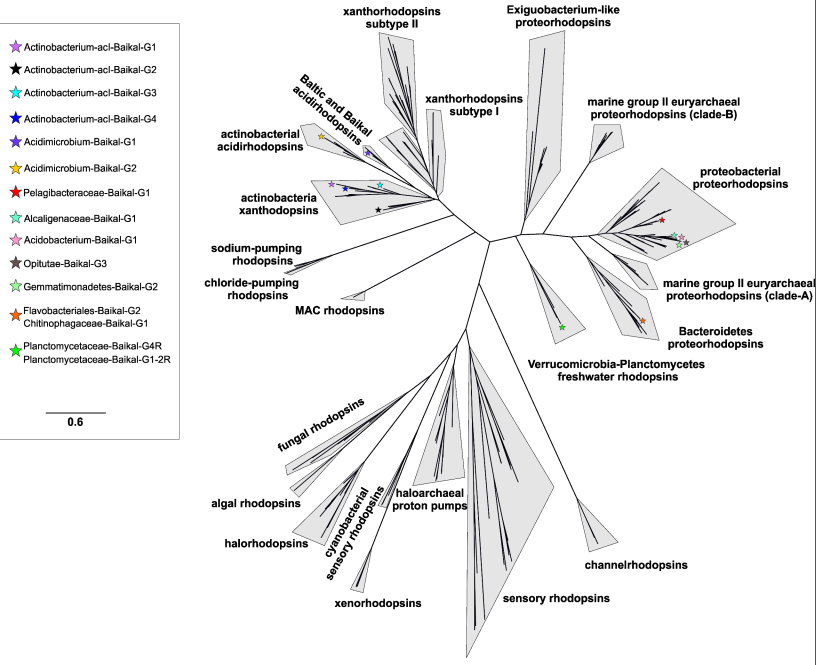 Actinobacterium-acl-Baikal-G1
Actinobacterium-acl-Baikal-G2
Actinobacterium-acl-Baikal-G3
Actinobacterium-acl-Baikal-G4
Acidimicrobium-Baikal-G1
Acidimicrobium-Baikal-G2
Pelagibacteraceae-Baikal-G1
Alcaligenaceae-Baikal-G1
Acidobacterium-Baikal-G1
Opitutae-Baikal-G3
Gemmatimonadetes-Baikal-G2
Flavobacteriales-Baikal-G2
Chitinophagaceae-Baikal-G1
Planctomycetaceae-Baikal-G4R
Planctomycetaceae-Baikal-G1-2R
0.6
xanthorhodopsins
subtype II
Exiguobacterium-like
proteorhodopsins
Baltic and Baikal
acidirhodopsins
xanthorhodopsins
subtype I
marine group II euryarchaeal
proteorhodopsins (clade-B)
actinobacterial
acidirhodopsins
proteobacterial
proteorhodopsins
actinobacteria
xanthodopsins
sodium-pumping
rhodopsins
chloride-pumping
rhodopsins
MAC rhodopsins
marine group II euryarchaeal
proteorhodopsins (clade-A)
Bacteroidetes
proteorhodopsins
Verrucomicrobia-Planctomycetes
freshwater rhodopsins
fungal rhodopsins
algal rhodopsins
halorhodopsins
cyanobacterial
sensory rhodopsins
haloarchaeal
proton pumps
xenorhodopsins
sensory rhodopsins
channelrhodopsins